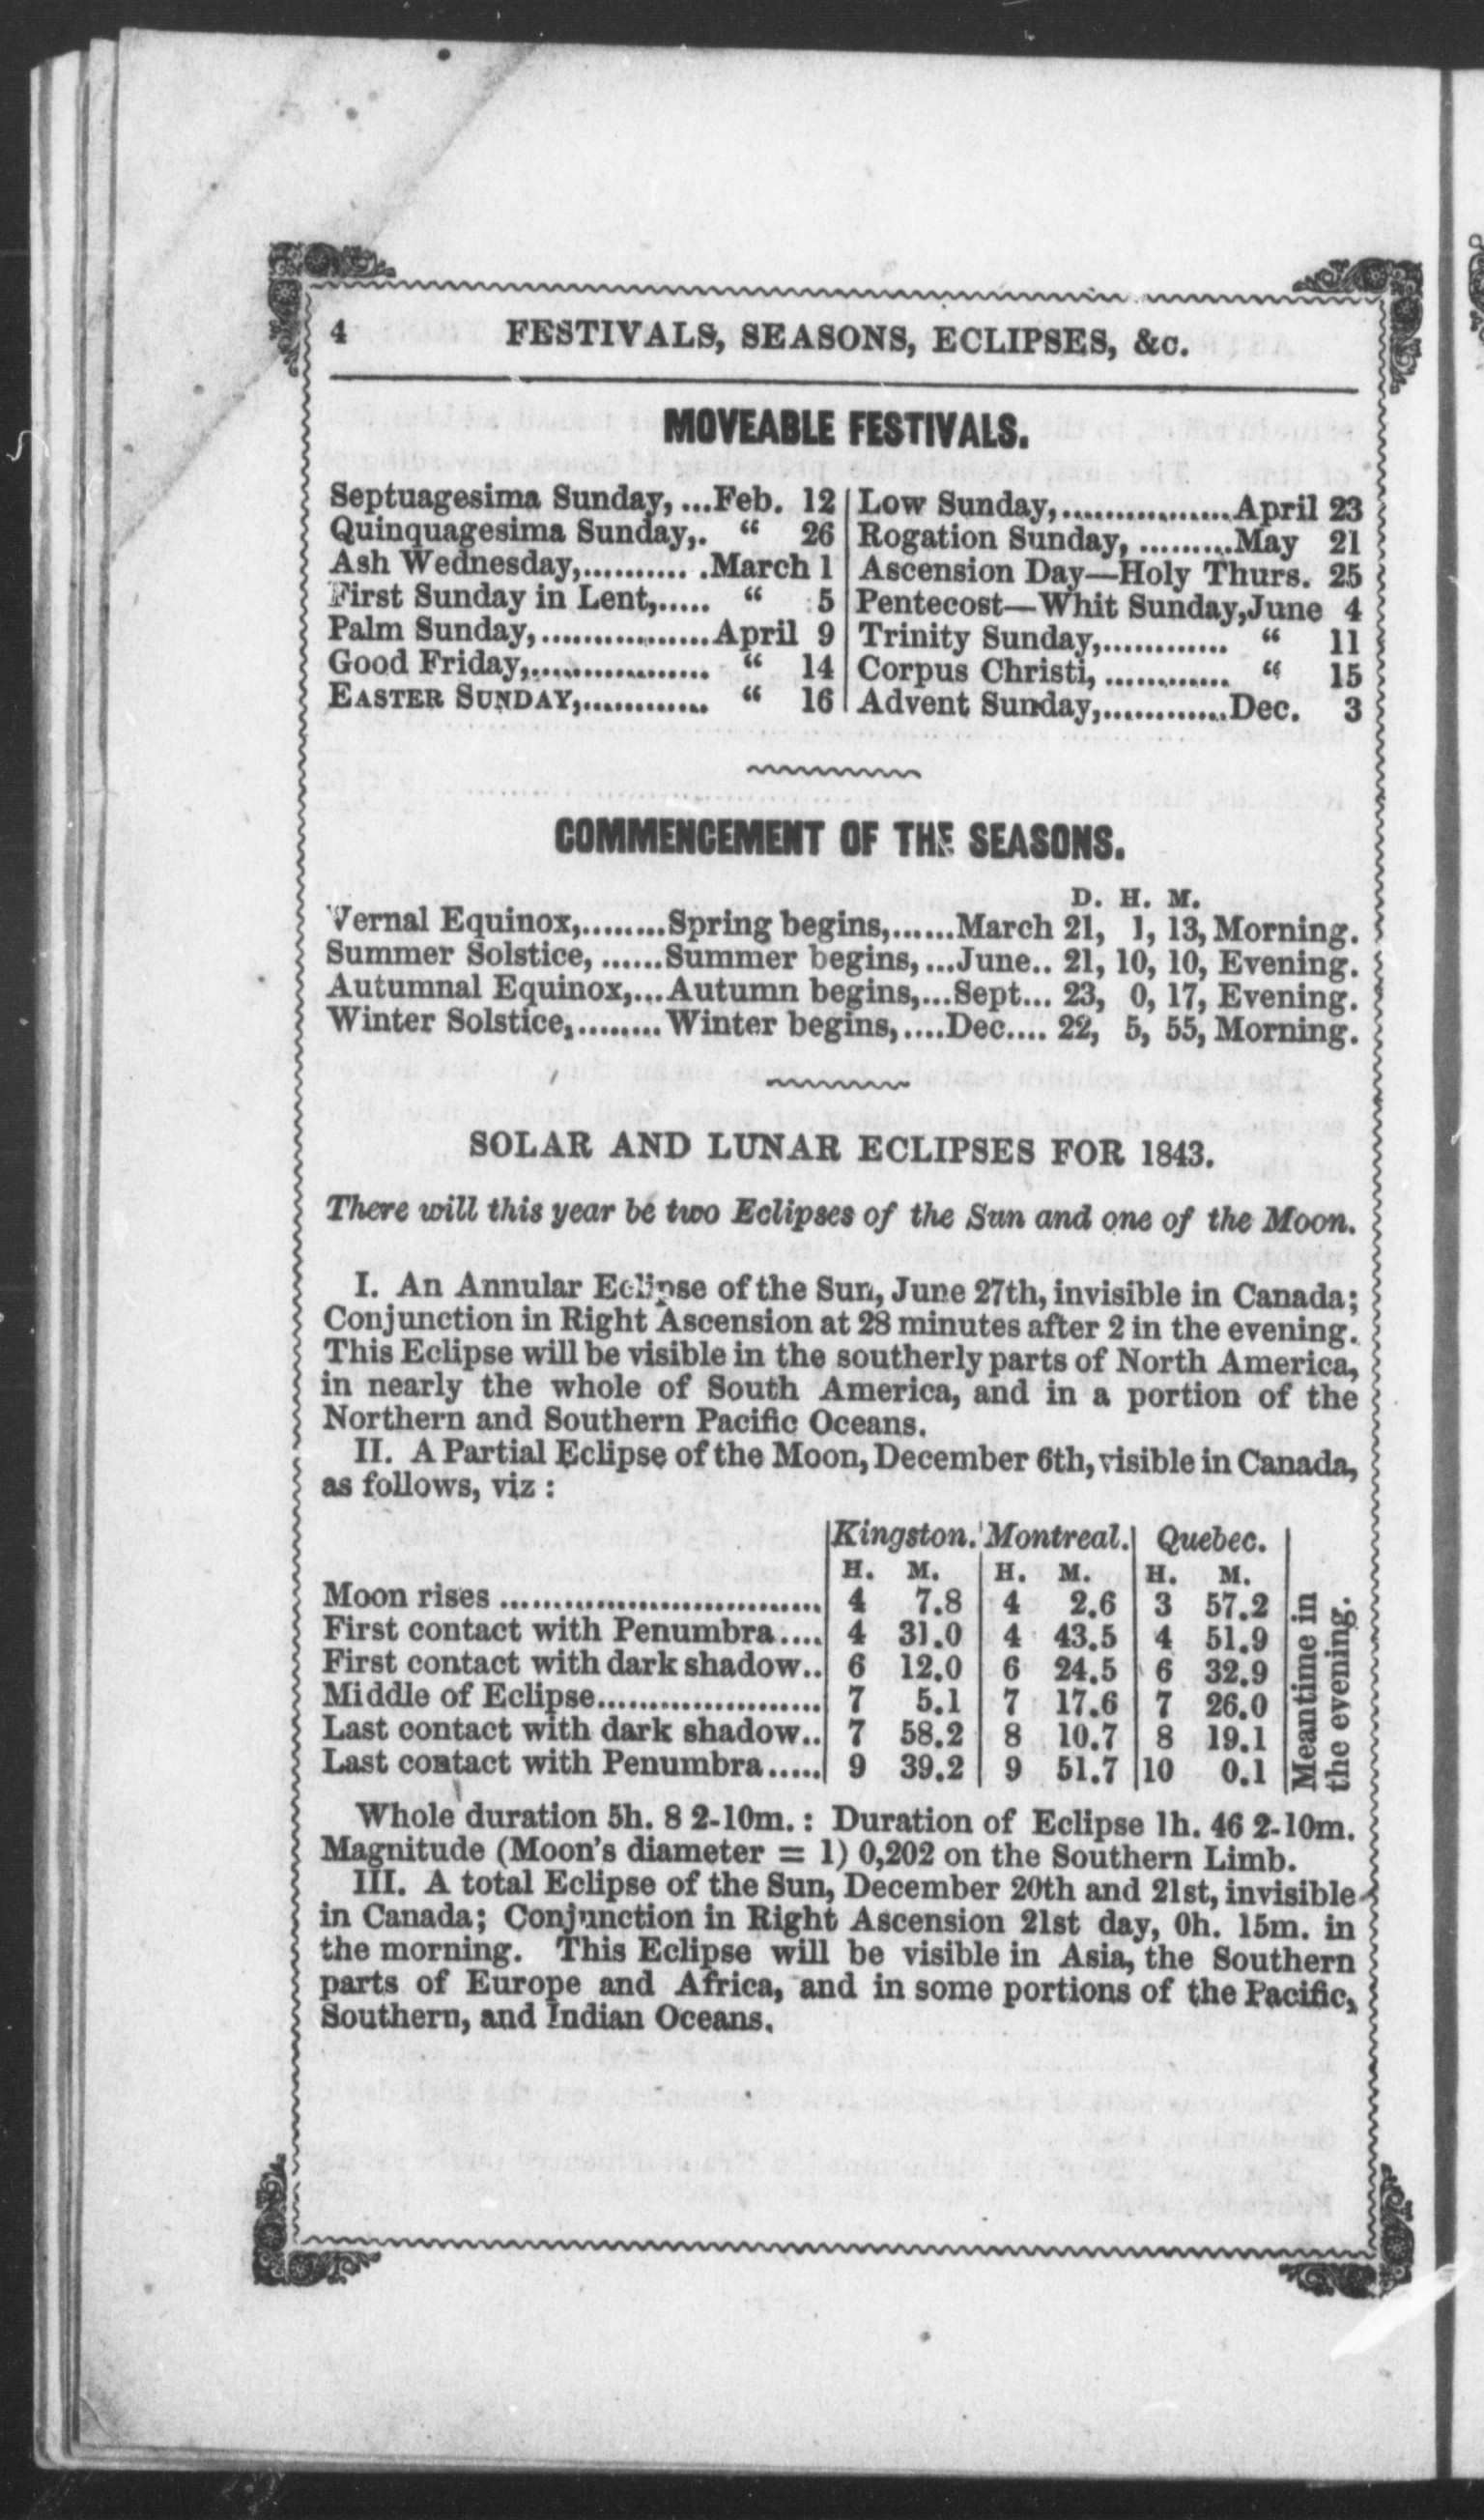 4 FESTIVALS, SEASONS, ECLIPSES, &c.
MOVEABLE FESTIVALS.
Septuagesima Sunday, ...Feb. 12
Quinquagesima Sunday,. “ 26
Ash Wednesday,........... .March 1
First Sunday in Lent,..... “ 5
Palm Sunday,................April 9
Good Friday,................. “ 14
EASTER SUNDAY,............ “ 16
Low Sunday,................April 23
Rogation Sunday, .........May 21
Ascension Day—Holy Thurs. 25
Pentecost—Whit Sunday,June 4
Trinity Sunday,............ “ 11
Corpus Christi, ............ “ 15
Advent Sunday,............Dec. 3
COMMENCEMENT OF THE SEASONS.
D. H. M.
Vernal Equinox,........Spring begins,......March 21, 1, 13, Morning.
Summer Solstice, ......Summer begins,...June.. 21, 10, 10, Evening.
Autumnal Equinox,...Autumn begins,...Sept... 23, 0, 17, Evening.
Winter Solstice,........Winter begins,....Dec.... 22, 5, 55, Morning.
SOLAR AND LUNAR ECLIPSES FOR 1843.
There will this year be two Eclipses of the Sun and one of the Moon.
I. An Annular Eclipse of the Sun, June 27th, invisible in Canada;
Conjunction in Right Ascension at 28 minutes after 2 in the evening.
This Eclipse will be visible in the southerly parts of North America,
in nearly the whole of South America, and in a portion of the
Northern and Southern Pacific Oceans.
II. A Partial Eclipse of the Moon, December 6th, visible in Canada,
as follows, viz :
Kingston. Montreal. Quebec.
H. M. H. M. H. M.
Moon rises .............................. 4 7.8 4 2.6 3 57.2
First contact with Penumbra.... 4 31.0 4 43.5 4 51.9
First contact with dark shadow.. 6 12.0 6 24.5 6 32.9
Middle of Eclipse...................... 7 5.1 7 17.6 7 26.0
Last contact with dark shadow.. 7 58.2 8 10.7 8 19.1
Last contact with Penumbra...... 9 39.2 9 51.7 10 0.1
Meantime in
the evening.
Whole duration 5h. 8 2-10m. : Duration of Eclipse 1h. 46 2-10m.
Magnitude (Moon's diameter = 1) 0,202 on the Southern Limb.
III. A total Eclipse of the Sun, December 20th and 21st, invisible
in Canada; Conjunction in Right Ascension 21st day, 0h. 15m. in
the morning. This Eclipse will be visible in Asia, the Southern
parts of Europe and Africa, and in some portions of the Pacific,
Southern, and Indian Oceans.